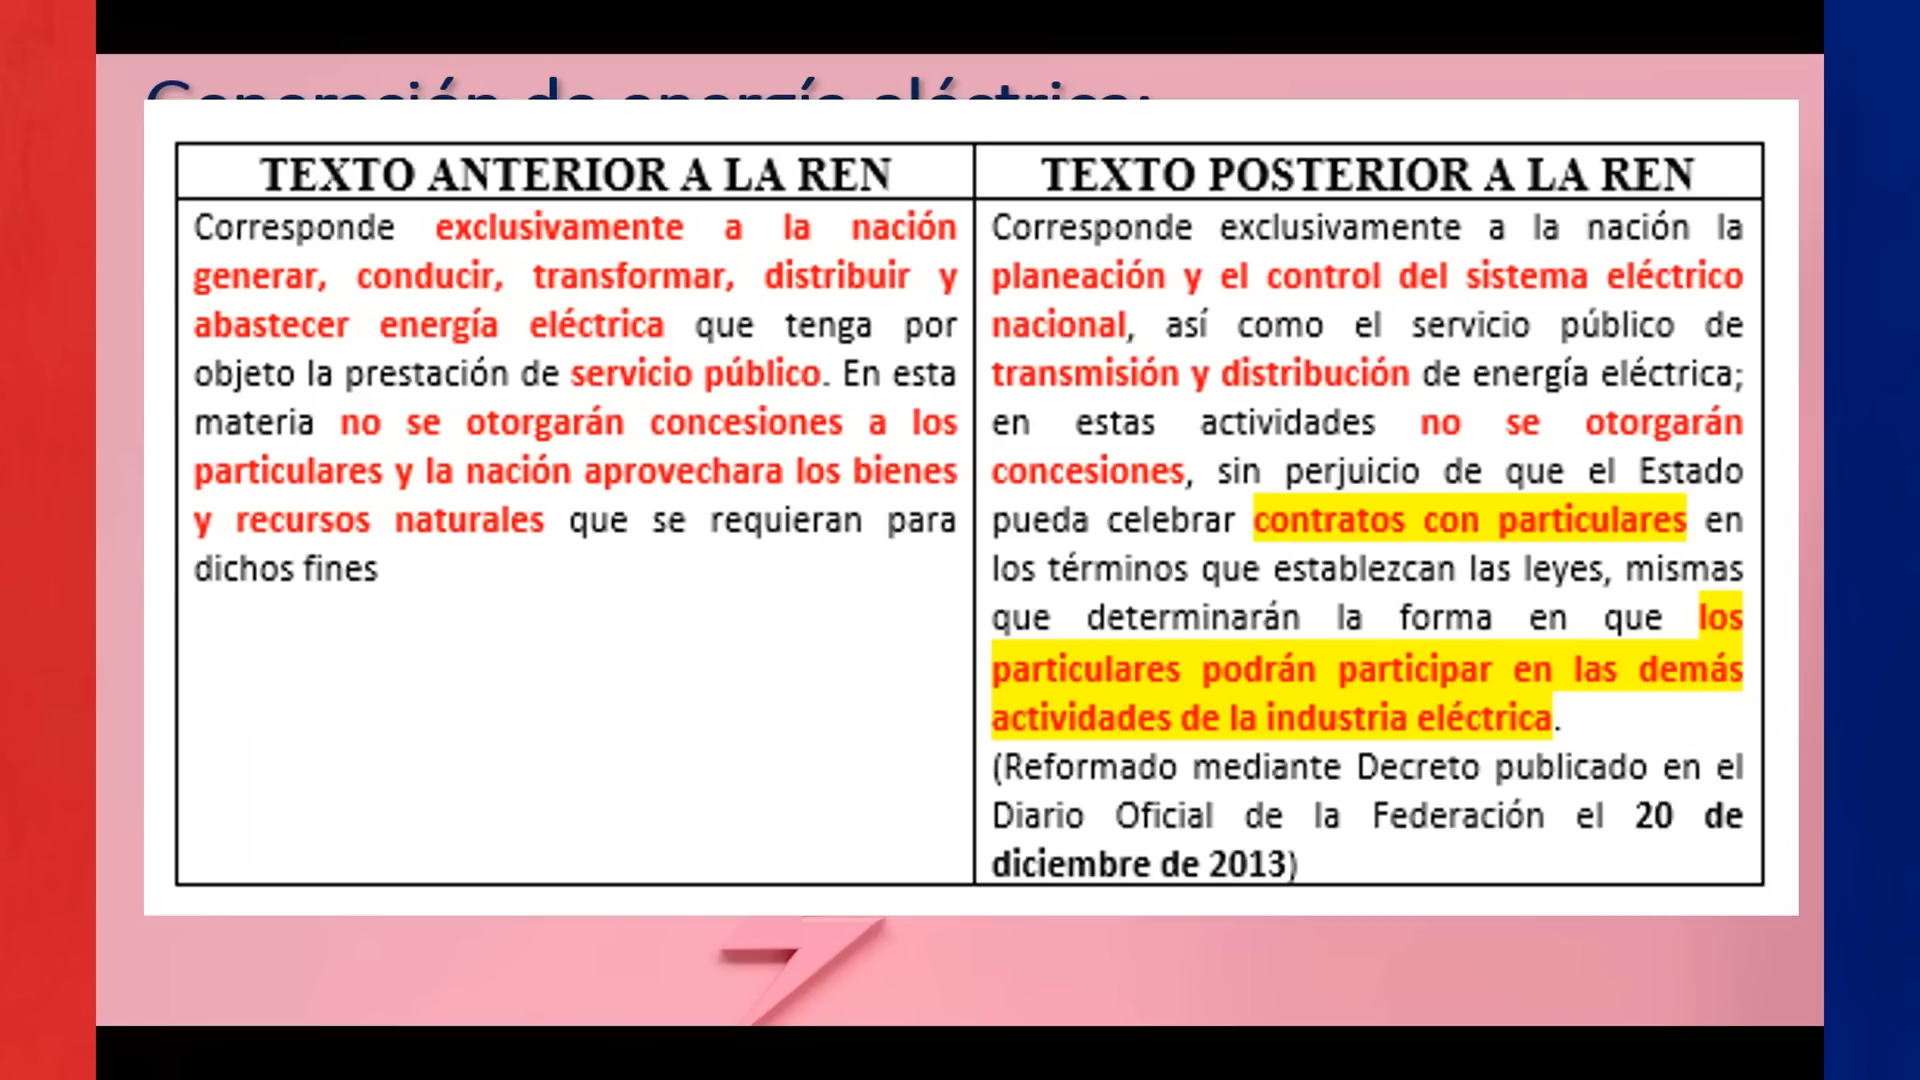 Generación de energía eléctrica:
TEXTO ANTERIOR A LA REN
Corresponde exclusivamente a la nación
generar, conducir, transformar, distribuir y
abastecer energía eléctrica que tenga por
objeto la prestación de servicio público. En esta
materia no se otorgarán concesiones a los
particulares y la nación aprovechara los bienes
y recursos naturales que se requieran para
dichos fines
TEXTO POSTERIOR A LA REN
Corresponde exclusivamente a la nación la
planeación y el control del sistema eléctrico
nacional, así como el servicio público de
transmisión y distribución de energía eléctrica;
en estas actividades no se otorgarán
concesiones, sin perjuicio de que el Estado
pueda celebrar contratos con particulares en
los términos que establezcan las leyes, mismas
que determinarán la forma en que los
particulares podrán participar en las demás
actividades de la industria eléctrica.
(Reformado mediante Decreto publicado en el
Diario Oficial de la Federación el 20 de
diciembre de 2013)